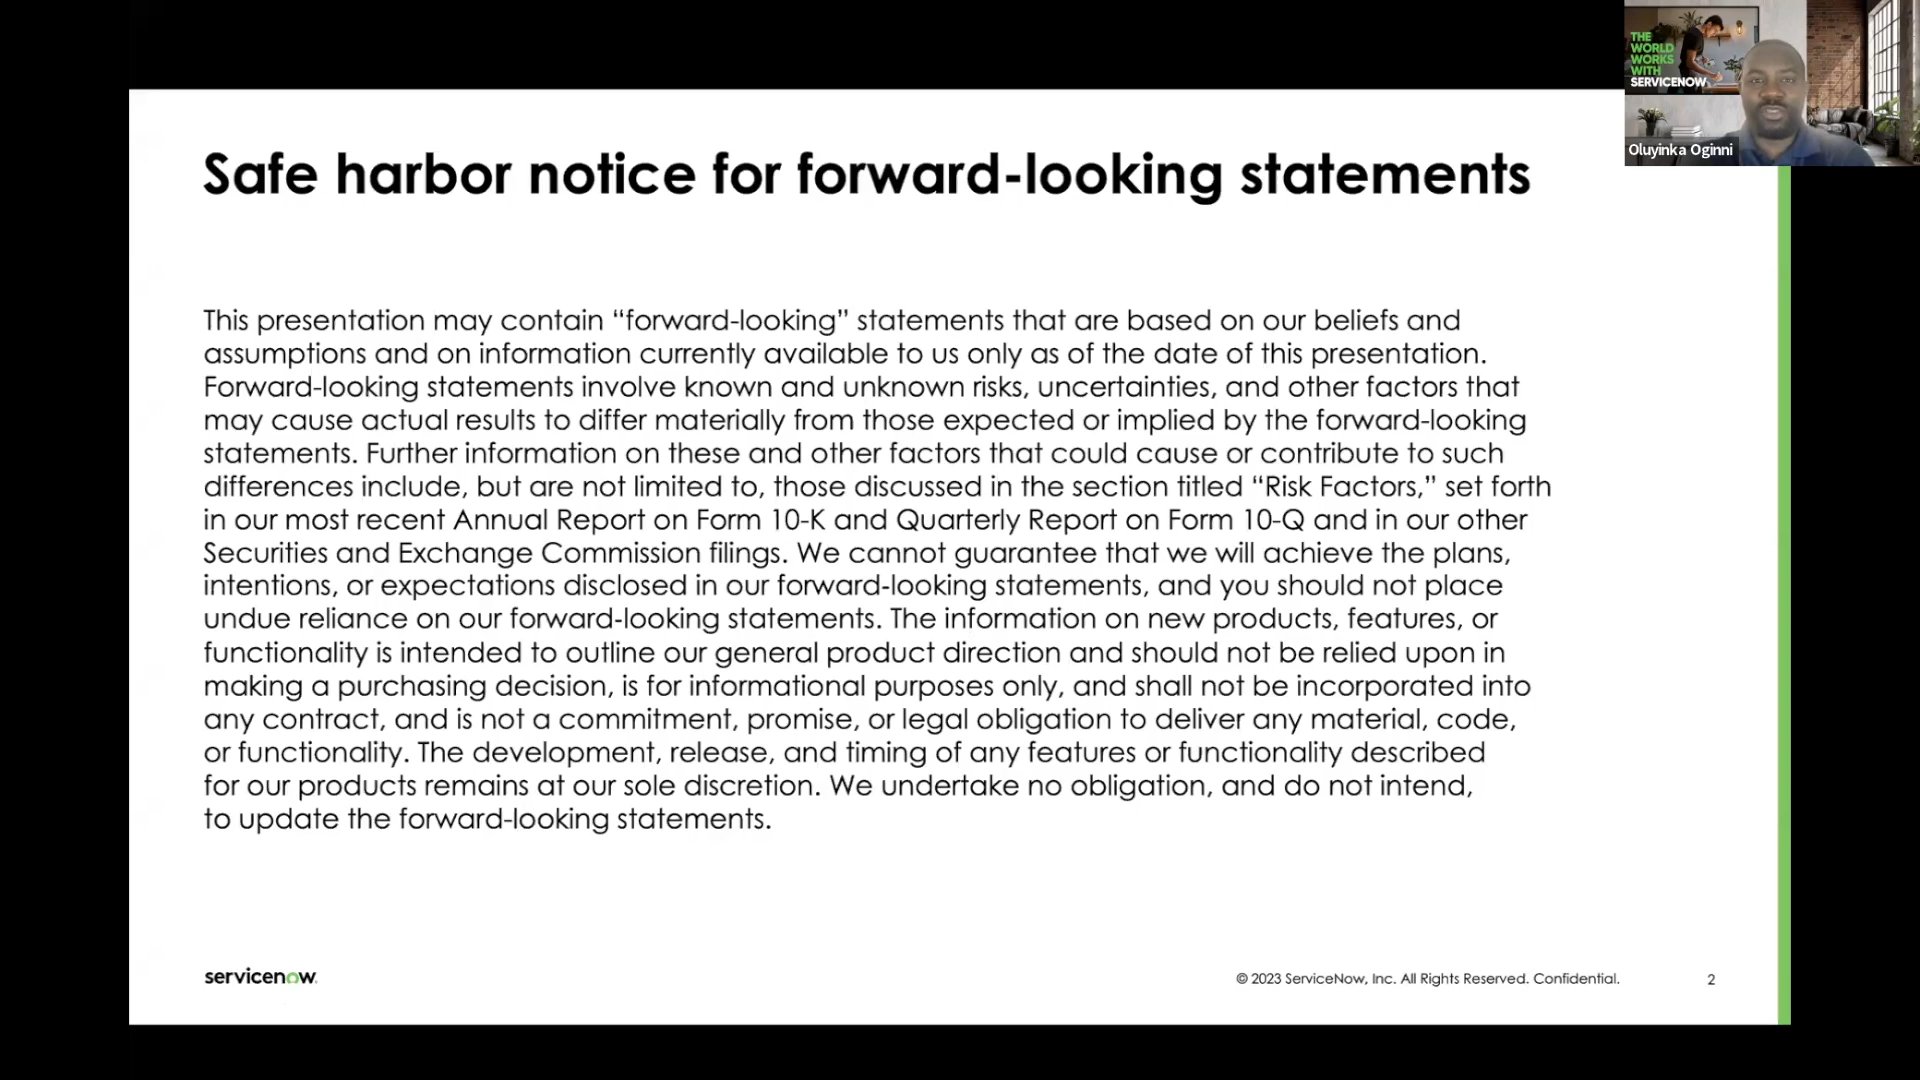 THE
WORLD
WORKS
WITH
SERVICENOW
Oluyinka Oginni
Safe harbor notice for forward-looking statements
This presentation may contain “forward-looking” statements that are based on our beliefs and
assumptions and on information currently available to us only as of the date of this presentation.
Forward-looking statements involve known and unknown risks, uncertainties, and other factors that
may cause actual results to differ materially from those expected or implied by the forward-looking
statements. Further information on these and other factors that could cause or contribute to such
differences include, but are not limited to, those discussed in the section titled “Risk Factors,” set forth
in our most recent Annual Report on Form 10-K and Quarterly Report on Form 10-Q and in our other
Securities and Exchange Commission filings. We cannot guarantee that we will achieve the plans,
intentions, or expectations disclosed in our forward-looking statements, and you should not place
undue reliance on our forward-looking statements. The information on new products, features, or
functionality is intended to outline our general product direction and should not be relied upon in
making a purchasing decision, is for informational purposes only, and shall not be incorporated into
any contract, and is not a commitment, promise, or legal obligation to deliver any material, code,
or functionality. The development, release, and timing of any features or functionality described
for our products remains at our sole discretion. We undertake no obligation, and do not intend,
to update the forward-looking statements.
servicenow.
© 2023 ServiceNow, Inc. All Rights Reserved. Confidential.
2